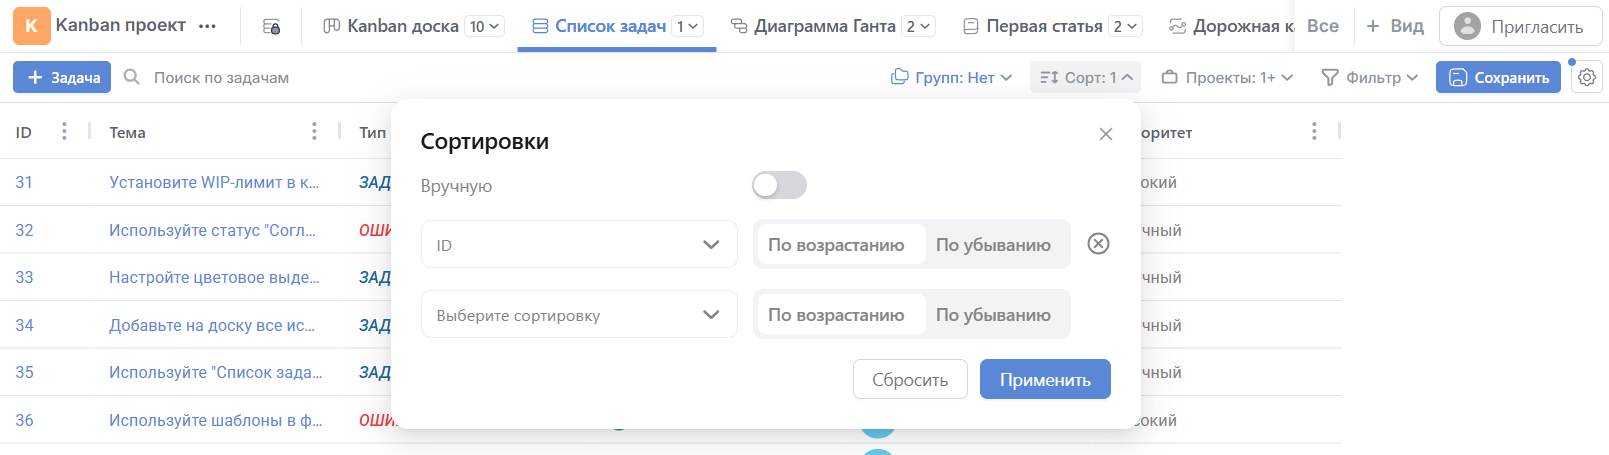 K Kanban проект ••• Kanban доска 10 Список задач 1 Диаграмма Ганта 2 Первая статья 2 Дорожная к Все + Вид Пригласить
+ Задача Поиск по задачам Групп: Нет Сорт: 1 Проекты: 1+ Фильтр Сохранить
ID Тема Тип оритет
Сортировки
Вручную
ID По возрастанию По убыванию
Выберите сортировку По возрастанию По убыванию
Сбросить Применить
31 Установите WIP-лимит в к... ЗАД окий
32 Используйте статус "Согл... ОШИ чный
33 Настройте цветовое выде... ЗАД чный
34 Добавьте на доску все ис... ЗАД чный
35 Используйте "Список зада... ЗАД чный
36 Используйте шаблоны в ф... ОШИ окий